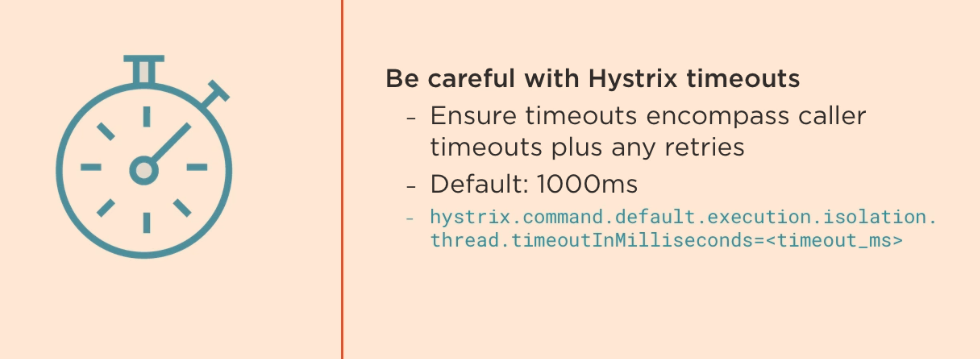 Be careful with Hystrix timeouts
- Ensure timeouts encompass caller
timeouts plus any retries
- Default: 1000ms
- hystrix.command.default.execution.isolation.
thread.timeoutInMilliseconds=<timeout_ms>